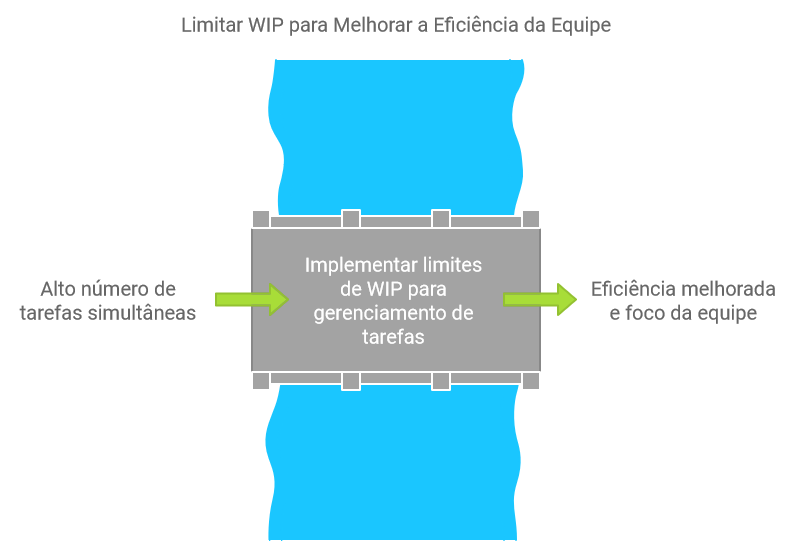 Limitar WIP para Melhorar a Eficiência da Equipe
Alto número de
tarefas simultâneas
Implementar limites
de WIP para
gerenciamento de
tarefas
Eficiência melhorada
e foco da equipe